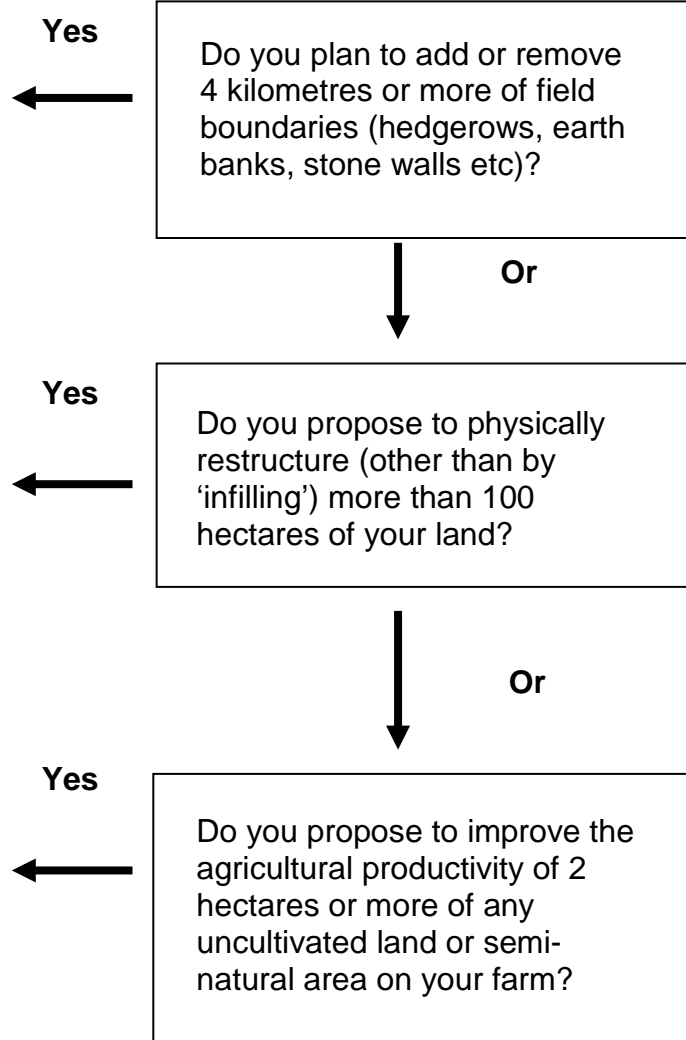 Yes
Do you plan to add or remove
4 kilometres or more of field
boundaries (hedgerows, earth
banks, stone walls etc)?
Or
Yes
Do you propose to physically
restructure (other than by
‘infilling’) more than 100
hectares of your land?
Or
Yes
Do you propose to improve the
agricultural productivity of 2
hectares or more of any
uncultivated land or semi-
natural area on your farm?